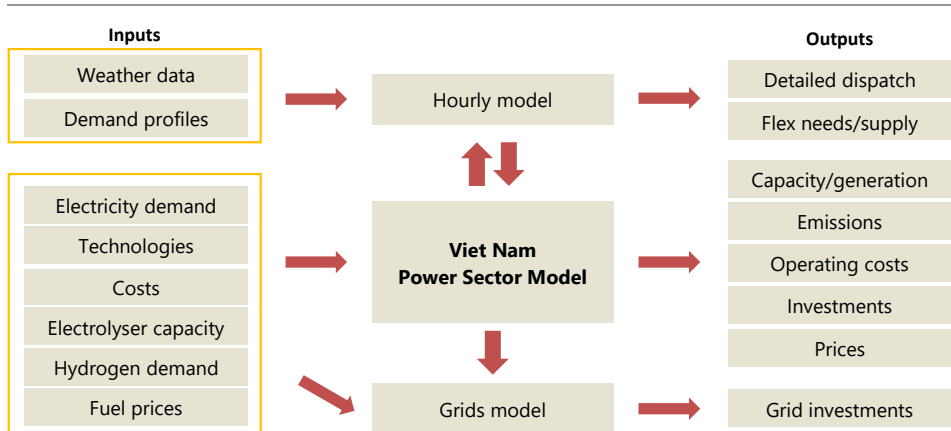 Inputs
Weather data
Demand profiles
Electricity demand
Technologies
Costs
Electrolyser capacity
Hydrogen demand
Fuel prices
Hourly model
Viet Nam
Power Sector Model
Grids model
Outputs
Detailed dispatch
Flex needs/supply
Capacity/generation
Emissions
Operating costs
Investments
Prices
Grid investments